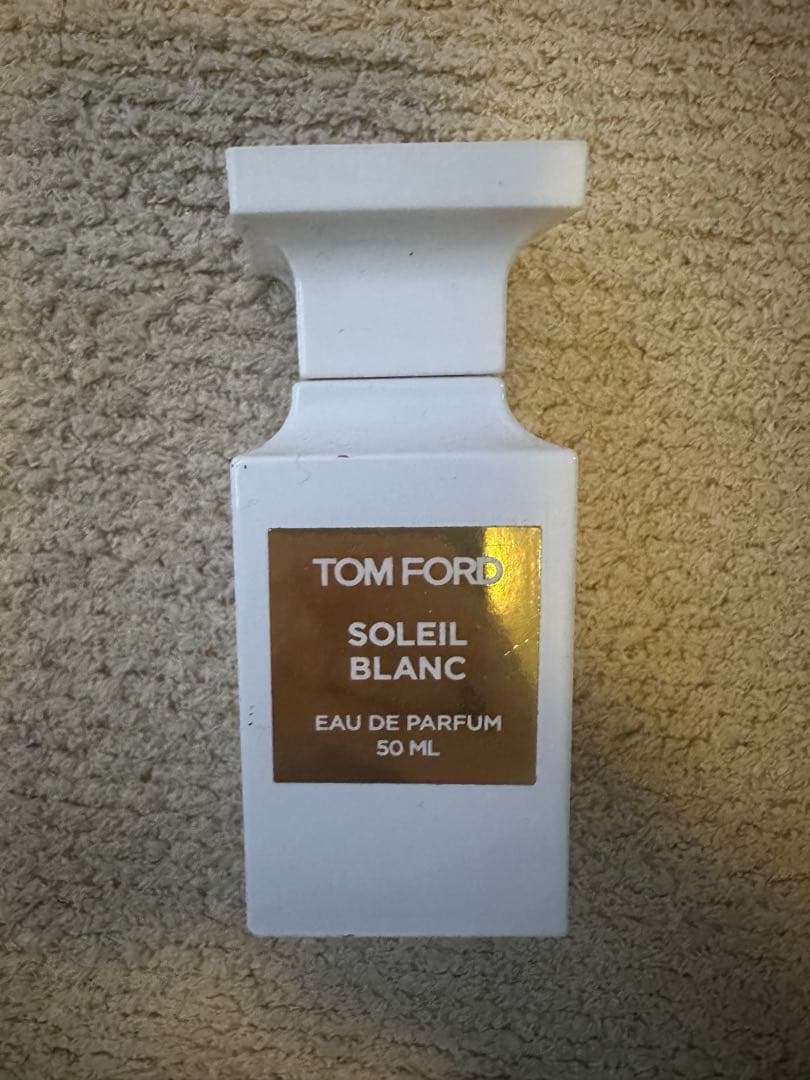 TOM FORD
SOLEIL
BLANC
EAU DE PARFUM
50 ML